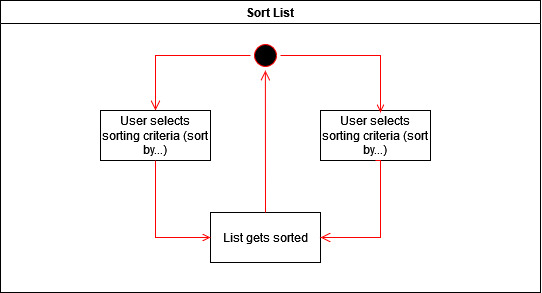 Sort List
User selects
sorting criteria (sort
by...)
User selects
sorting criteria (sort
by...)
List gets sorted